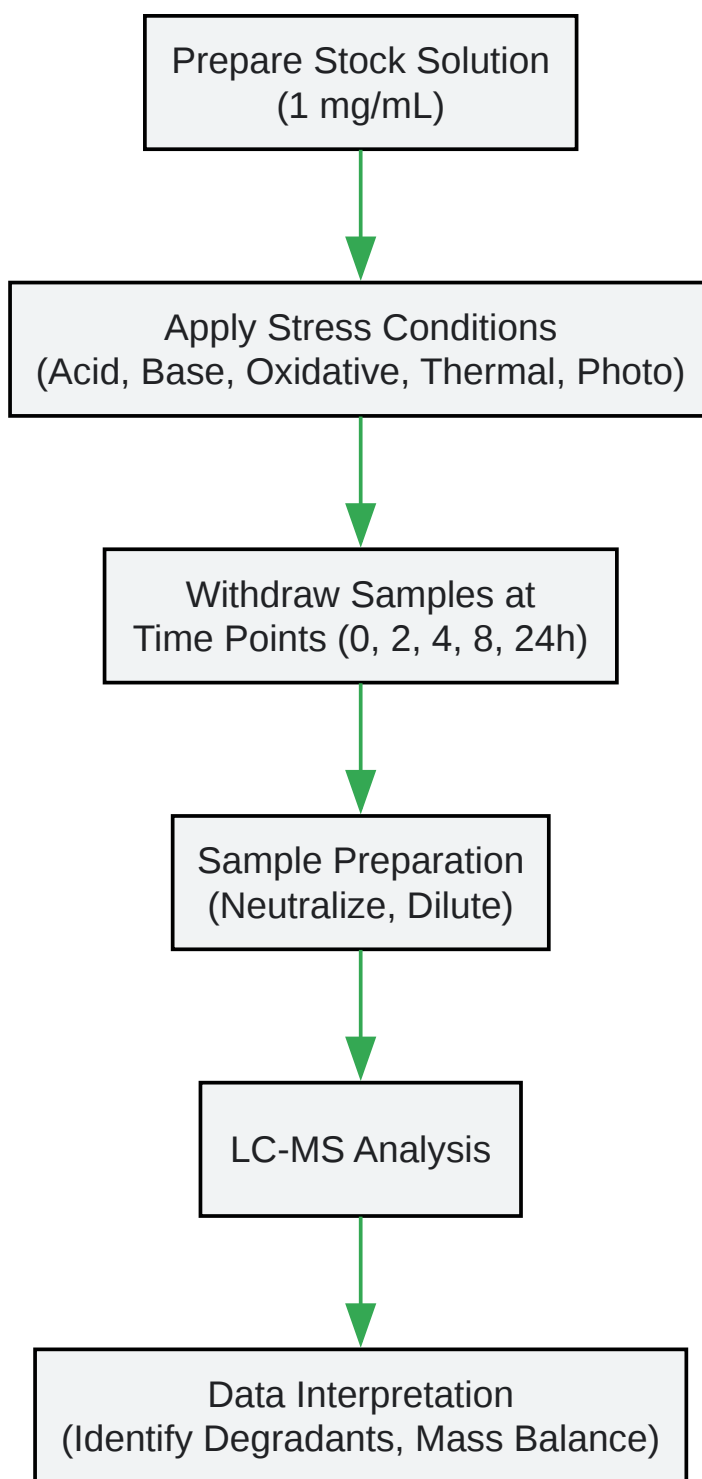 Prepare Stock Solution
(1 mg/mL)
Apply Stress Conditions
(Acid, Base, Oxidative, Thermal, Photo)
Withdraw Samples at
Time Points (0, 2, 4, 8, 24h)
Sample Preparation
(Neutralize, Dilute)
LC-MS Analysis
Data Interpretation
(Identify Degradants, Mass Balance)